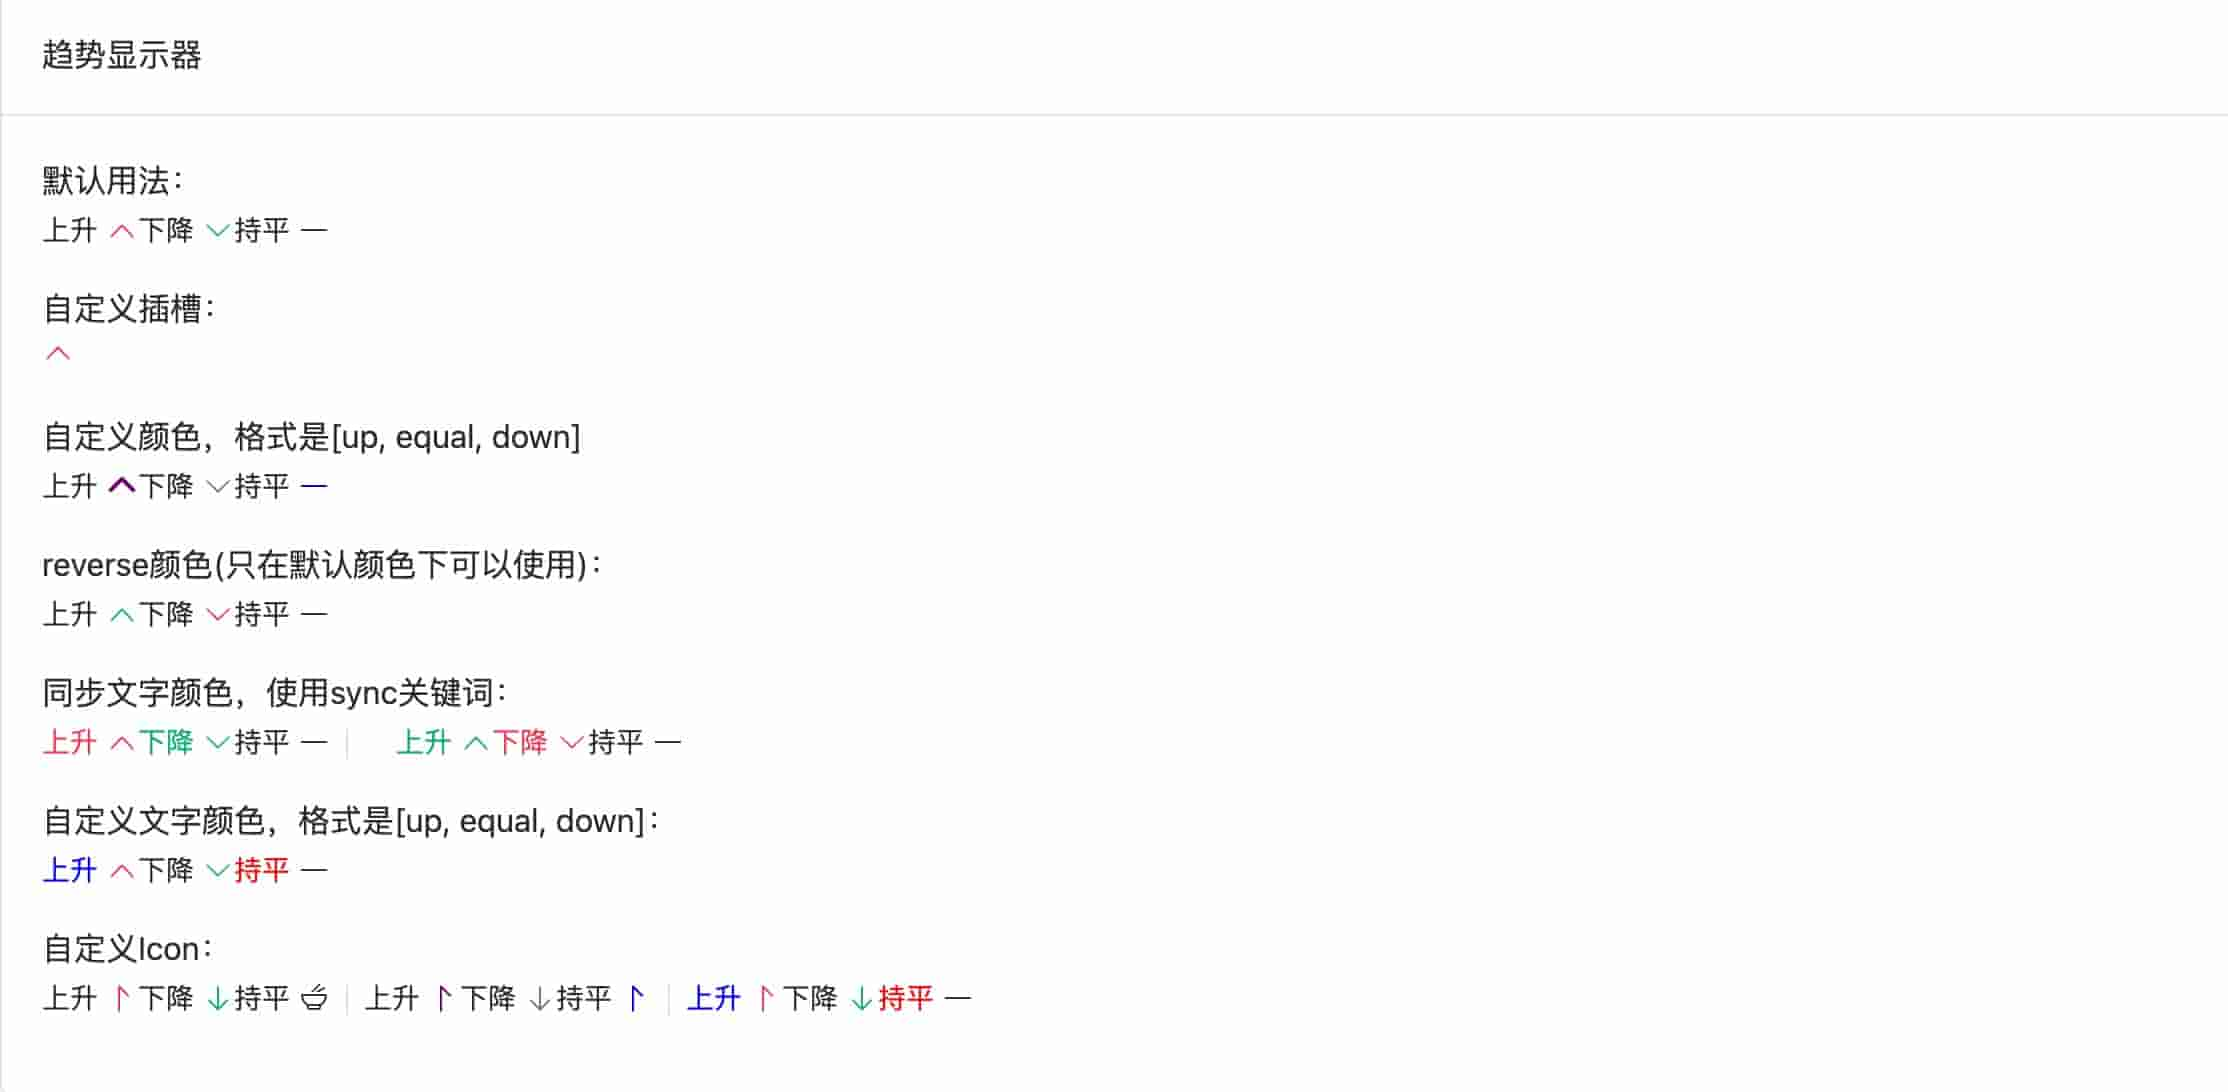 趋势显示器
默认用法：
上升 下降 持平
自定义插槽：
自定义颜色，格式是[up, equal, down]
上升 下降 持平
reverse颜色(只在默认颜色下可以使用)：
上升 下降 持平
同步文字颜色，使用sync关键词：
上升 下降 持平 上升 下降 持平
自定义文字颜色，格式是[up, equal, down]：
上升 下降 持平
自定义Icon：
上升 下降 持平 上升 下降 持平 上升 下降 持平